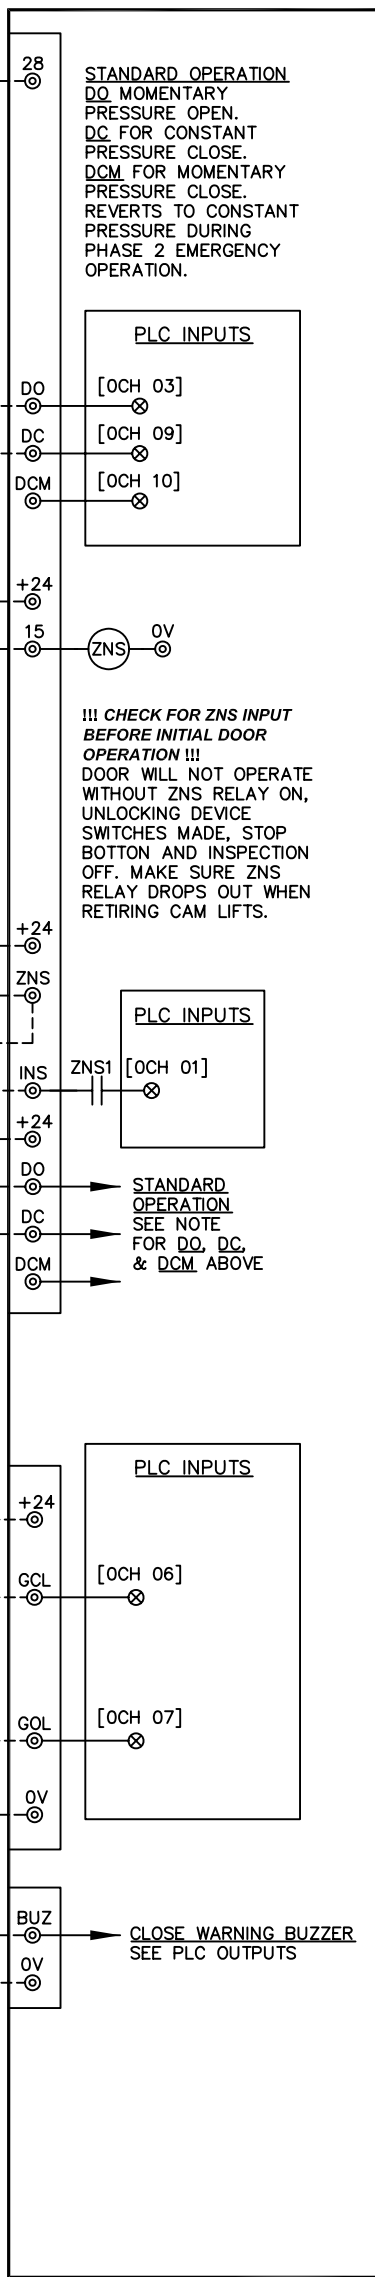 28
STANDARD OPERATION
DO MOMENTARY
PRESSURE OPEN.
DC FOR CONSTANT
PRESSURE CLOSE.
DCM FOR MOMENTARY
PRESSURE CLOSE.
REVERTS TO CONSTANT
PRESSURE DURING
PHASE 2 EMERGENCY
OPERATION.
PLC INPUTS
DO [0CH 03]
DC [0CH 09]
DCM [0CH 10]
+24
15 ZNS 0V
!!! CHECK FOR ZNS INPUT
BEFORE INITIAL DOOR
OPERATION !!!
DOOR WILL NOT OPERATE
WITHOUT ZNS RELAY ON,
UNLOCKING DEVICE
SWITCHES MADE, STOP
BOTTON AND INSPECTION
OFF. MAKE SURE ZNS
RELAY DROPS OUT WHEN
RETIRING CAM LIFTS.
+24
ZNS
PLC INPUTS
INS ZNS1 [0CH 01]
+24
DO
DC
DCM
STANDARD
OPERATION
SEE NOTE
FOR DO, DC,
& DCM ABOVE
PLC INPUTS
+24
GCL [0CH 06]
GOL [0CH 07]
0V
BUZ
CLOSE WARNING BUZZER
SEE PLC OUTPUTS
0V